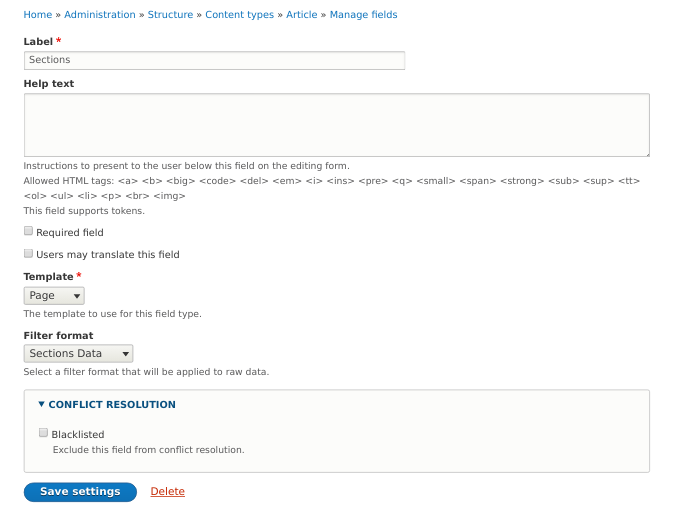 Home » Administration » Structure » Content types » Article » Manage fields
Label *
Sections
Help text
Instructions to present to the user below this field on the editing form.
Allowed HTML tags: <a> <b> <big> <code> <del> <em> <i> <ins> <pre> <q> <small> <span> <strong> <sub> <sup> <tt>
<ol> <ul> <li> <p> <br> <img>
This field supports tokens.
Required field
Users may translate this field
Template *
Page
The template to use for this field type.
Filter format
Sections Data
Select a filter format that will be applied to raw data.
CONFLICT RESOLUTION
Blacklisted
Exclude this field from conflict resolution.
Save settings Delete